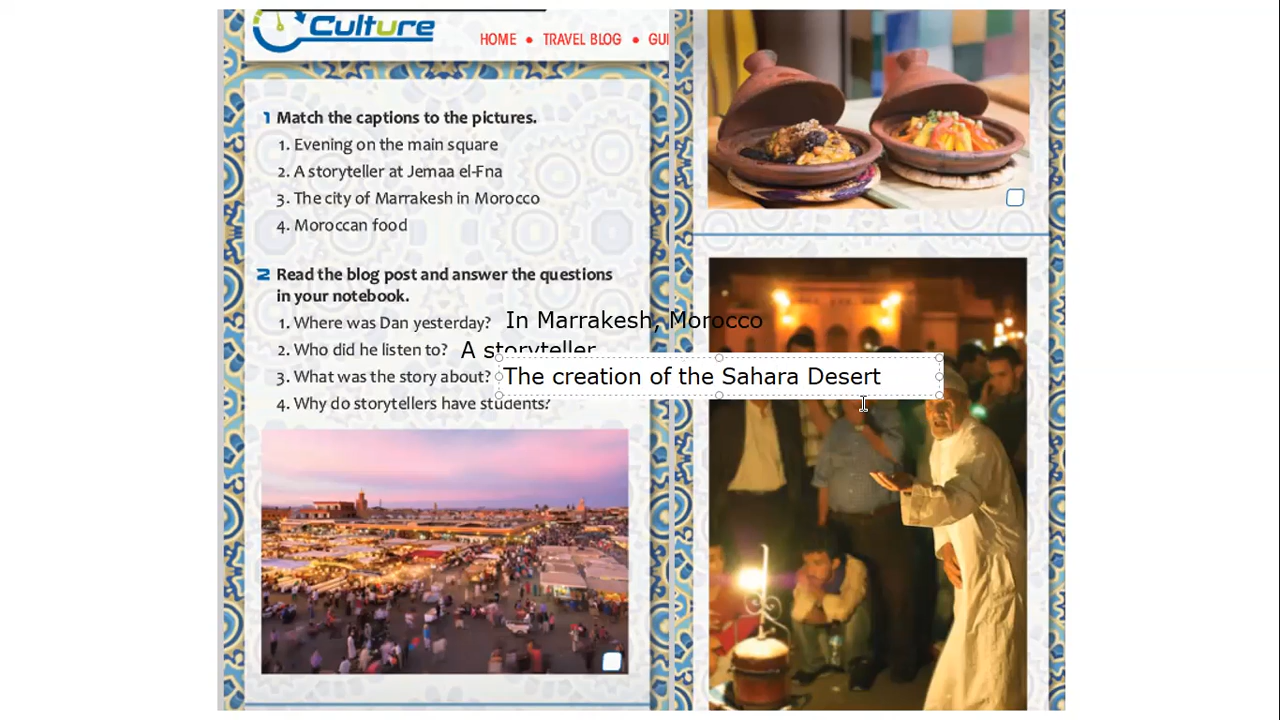 Culture
HOME • TRAVEL BLOG • GUI
1 Match the captions to the pictures.
1. Evening on the main square
2. A storyteller at Jemaa el-Fna
3. The city of Marrakesh in Morocco
4. Moroccan food
2 Read the blog post and answer the questions
in your notebook.
1. Where was Dan yesterday? In Marrakesh, Morocco
2. Who did he listen to? A storyteller
3. What was the story about? The creation of the Sahara Desert
4. Why do storytellers have students?